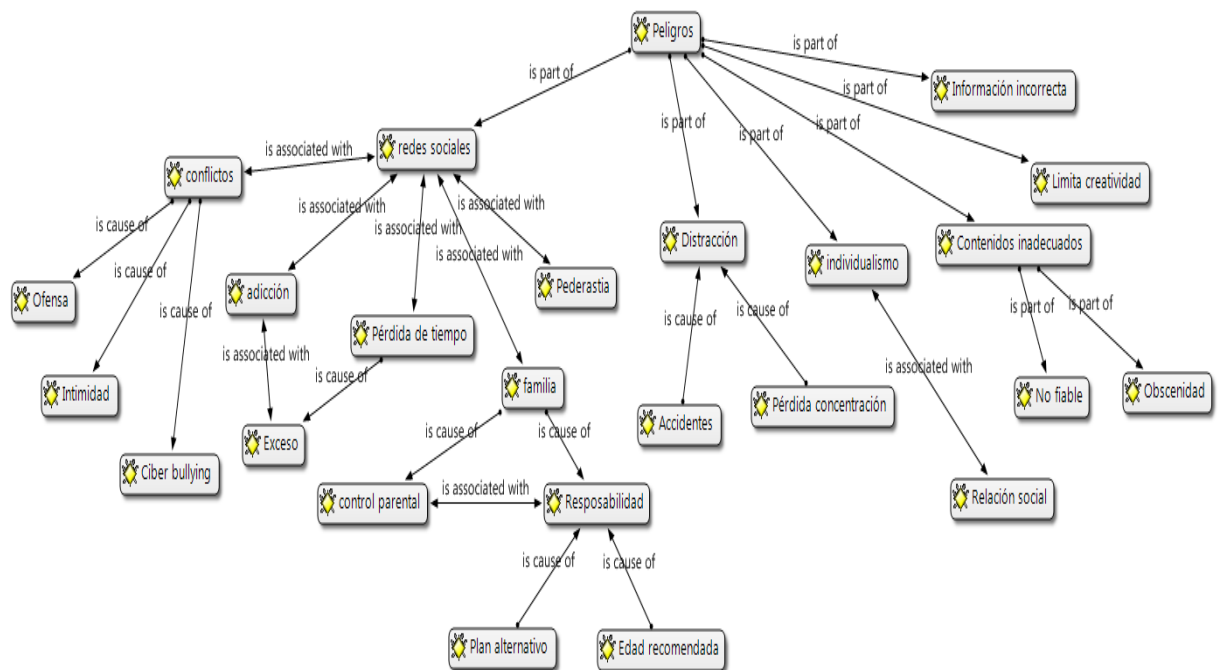 Peligros
is part of
Información incorrecta
is part of
is part of
is part of
is part of
is part of
redes sociales
is associated with
conflictos
Limita creatividad
is associated with
is associated with
is associated with
is associated with
is cause of
is cause of
is cause of
Distracción
individualismo
Contenidos inadecuados
Ofensa
adicción
Pederastia
is part of
is part of
Pérdida de tiempo
is associated with
is cause of
is cause of
is cause of
is associated with
Intimidad
familia
Accidentes
Pérdida concentración
No fiable
Obscenidad
Exceso
is cause of
is cause of
Ciber bullying
control parental
is associated with
Resposabilidad
Relación social
is cause of
is cause of
Plan alternativo
Edad recomendada